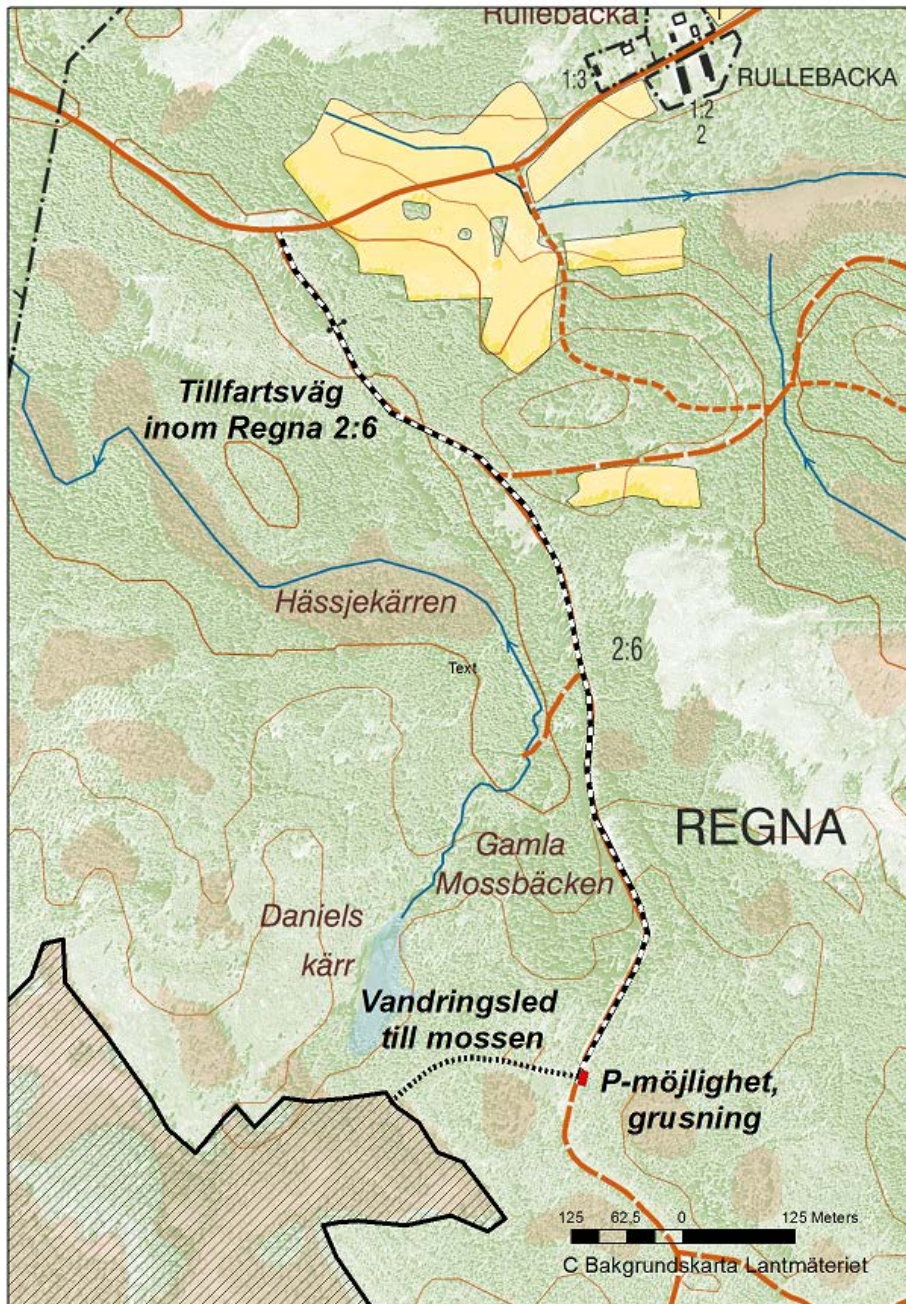 Rullebacka
1:3
RULLEBACKA
1:2
2
Tillfartsväg
inom Regna 2:6
Hässjekärren
2:6
Text
REGNA
Gamla
Mossbäcken
Daniels
kärr
Vandringsled
till mossen
P-möjlighet,
grusning
125 62,5 0 125 Meters
C Bakgrundskarta Lantmäteriet